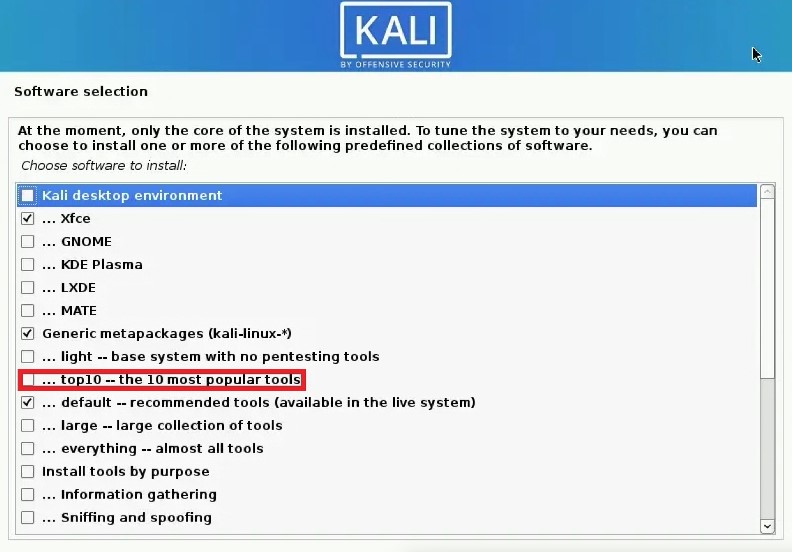 KALI
BY OFFENSIVE SECURITY
Software selection
At the moment, only the core of the system is installed. To tune the system to your needs, you can
choose to install one or more of the following predefined collections of software.
Choose software to install:
Kali desktop environment
... Xfce
... GNOME
... KDE Plasma
... LXDE
... MATE
Generic metapackages (kali-linux-*)
... light -- base system with no pentesting tools
... top10 -- the 10 most popular tools
... default -- recommended tools (available in the live system)
... large -- large collection of tools
... everything -- almost all tools
Install tools by purpose
... Information gathering
... Sniffing and spoofing